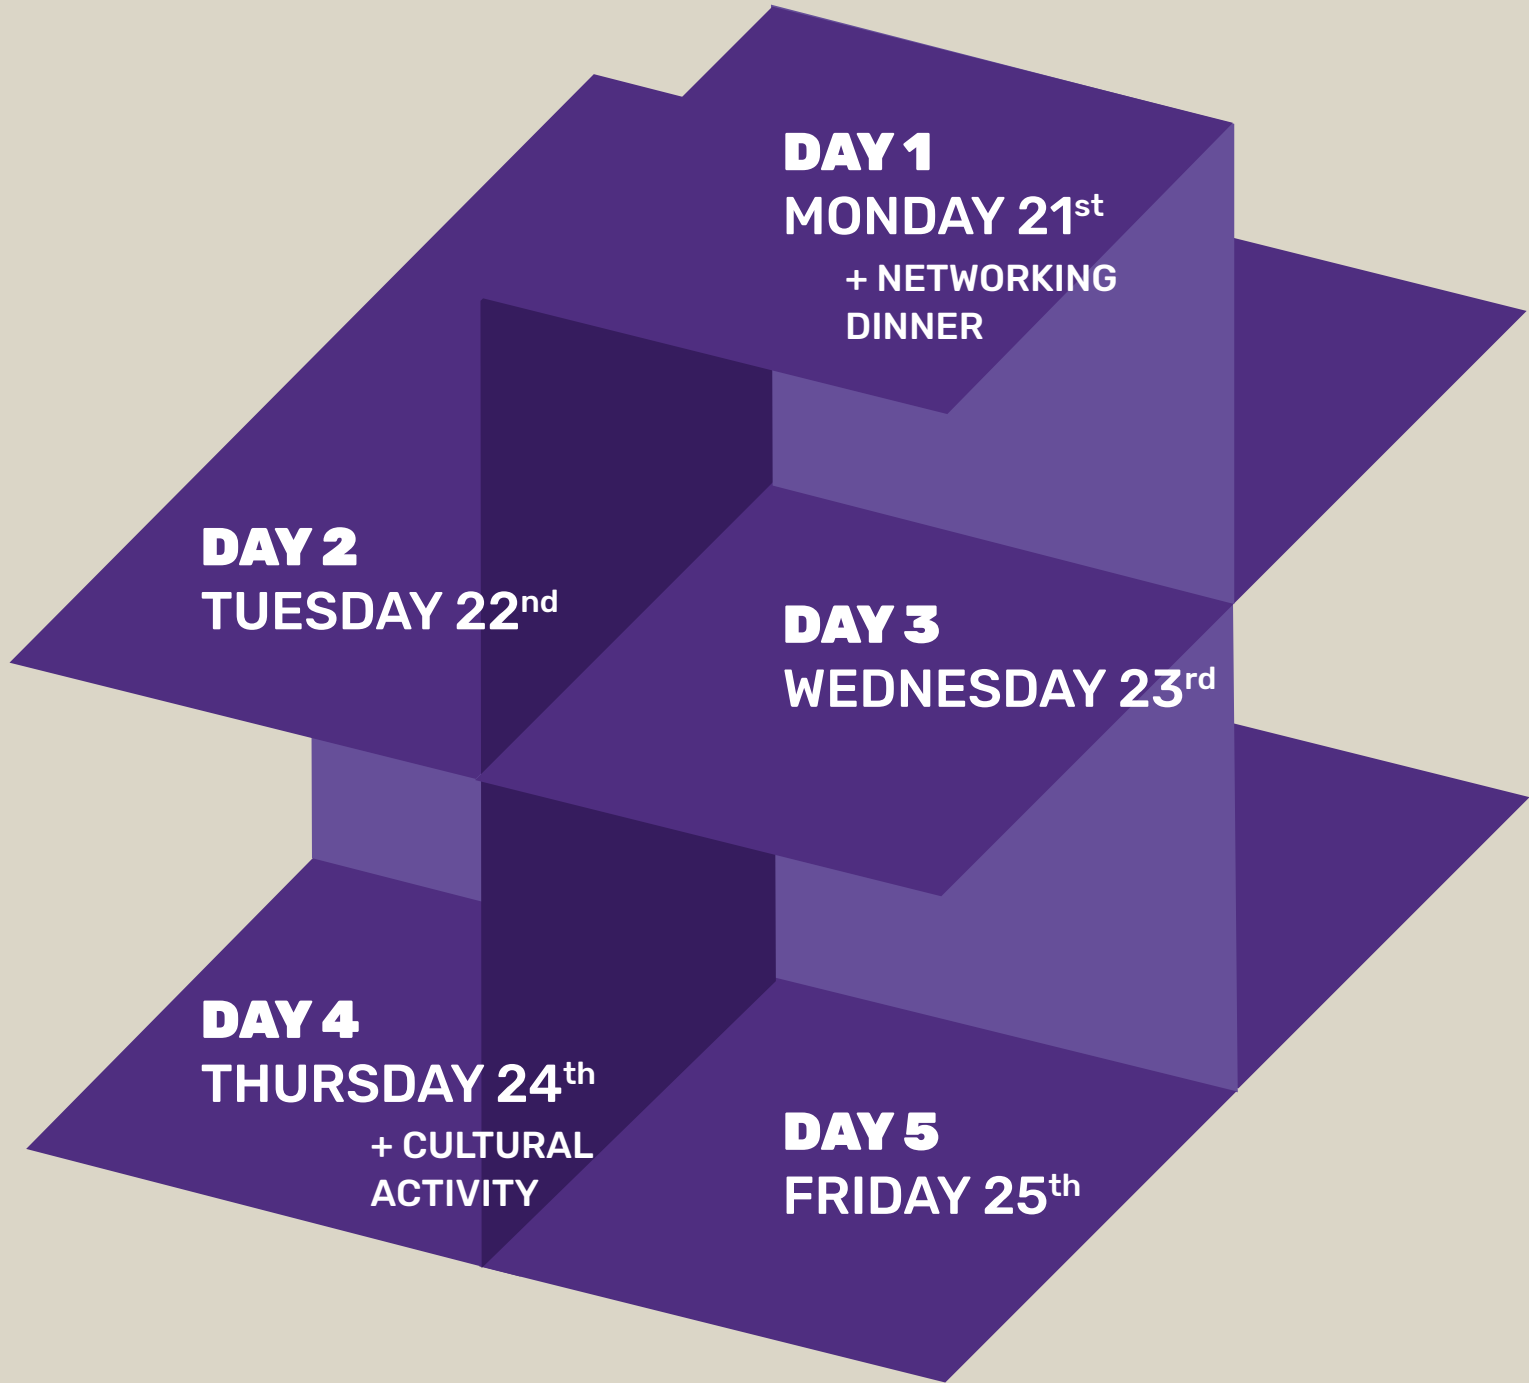 DAY 1
MONDAY 21st
+ NETWORKING
DINNER
DAY 2
TUESDAY 22nd
DAY 3
WEDNESDAY 23rd
DAY 4
THURSDAY 24th
+ CULTURAL
ACTIVITY
DAY 5
FRIDAY 25th